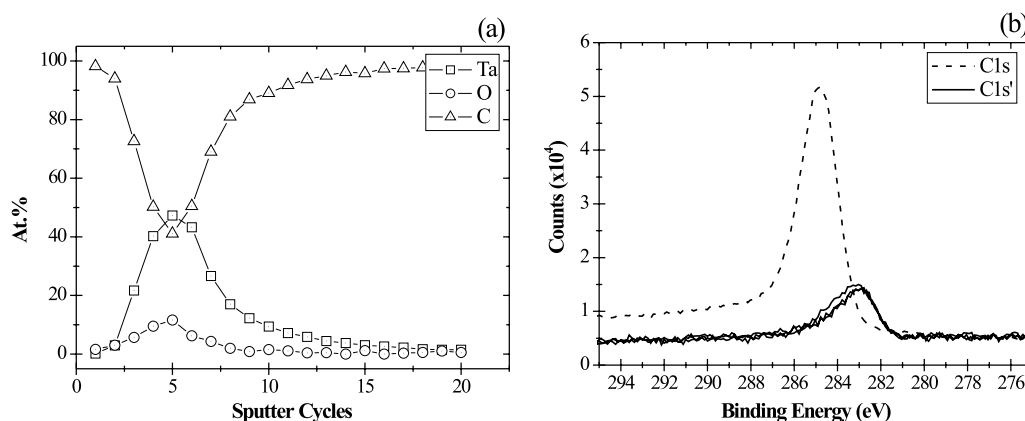 (a)
100
80
60
40
20
0
At.%
Ta
O
C
0
5
10
15
20
Sputter Cycles
(b)
6
5
4
3
2
1
0
Counts (x10⁴)
C1s
C1s'
294
292
290
288
286
284
282
280
278
276
Binding Energy (eV)